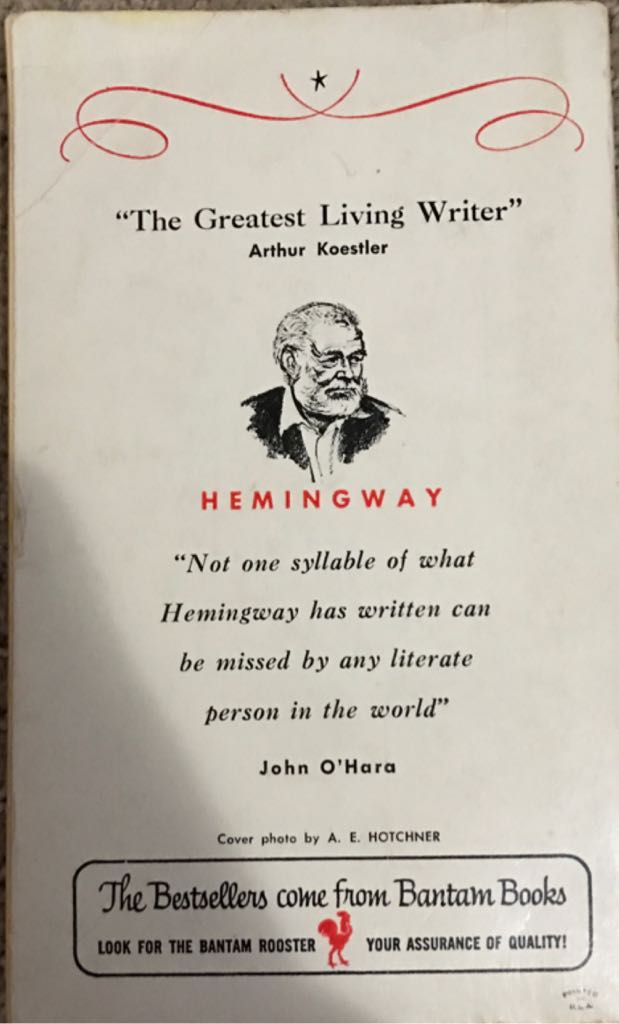 “The Greatest Living Writer”
Arthur Koestler
HEMINGWAY
“Not one syllable of what
Hemingway has written can
be missed by any literate
person in the world”
John O'Hara
Cover photo by A. E. HOTCHNER
The Bestsellers come from Bantam Books
LOOK FOR THE BANTAM ROOSTER YOUR ASSURANCE OF QUALITY!